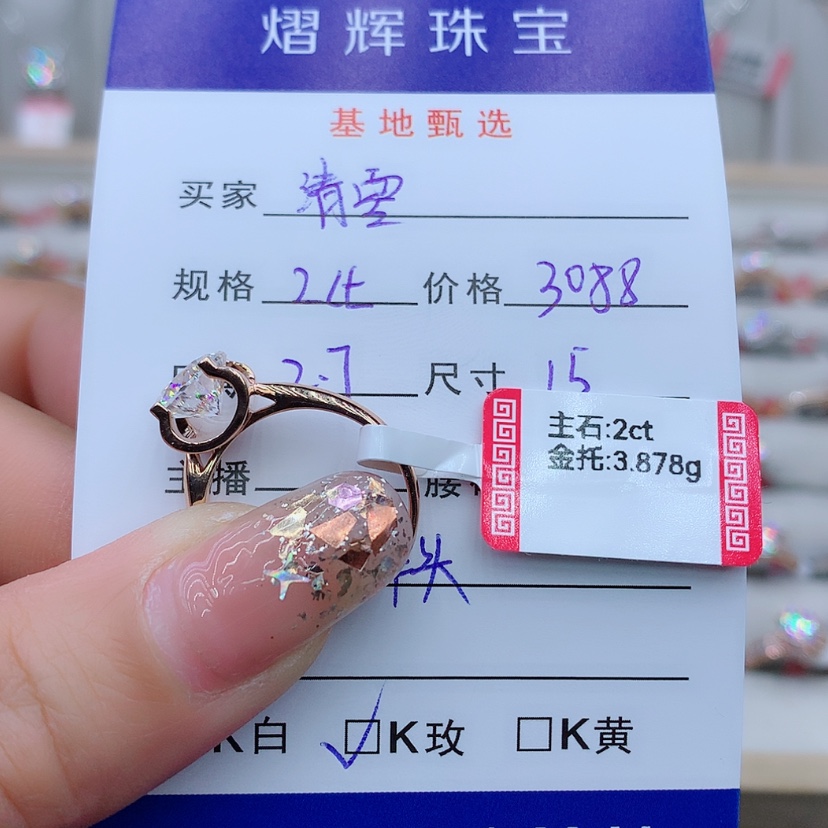 熠辉珠宝
基地甄选
买家 清雪
规格 2ct 价格 3088
尺寸 15
主石:2ct
金托:3.878g
主播
K白 ☑K玫 □K黄